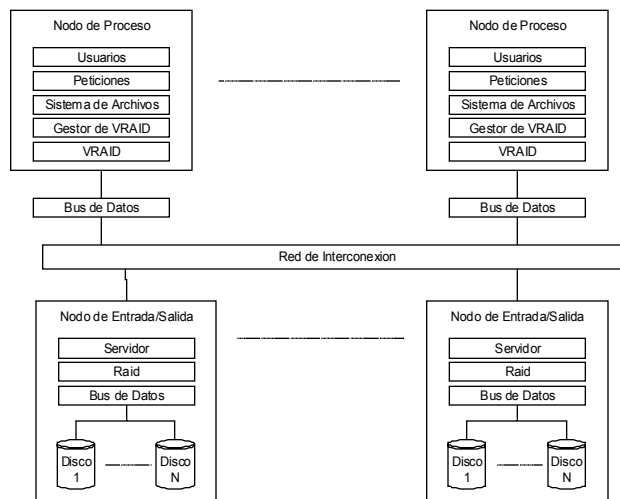 Nodo de Proceso
Usuarios
Peticiones
Sistema de Archivos
Gestor de VRAID
VRAID
Bus de Datos
Nodo de Proceso
Usuarios
Peticiones
Sistema de Archivos
Gestor de VRAID
VRAID
Bus de Datos
Red de Interconexion
Nodo de Entrada/Salida
Servidor
Raid
Bus de Datos
Disco
1
Disco
N
Nodo de Entrada/Salida
Servidor
Raid
Bus de Datos
Disco
1
Disco
N